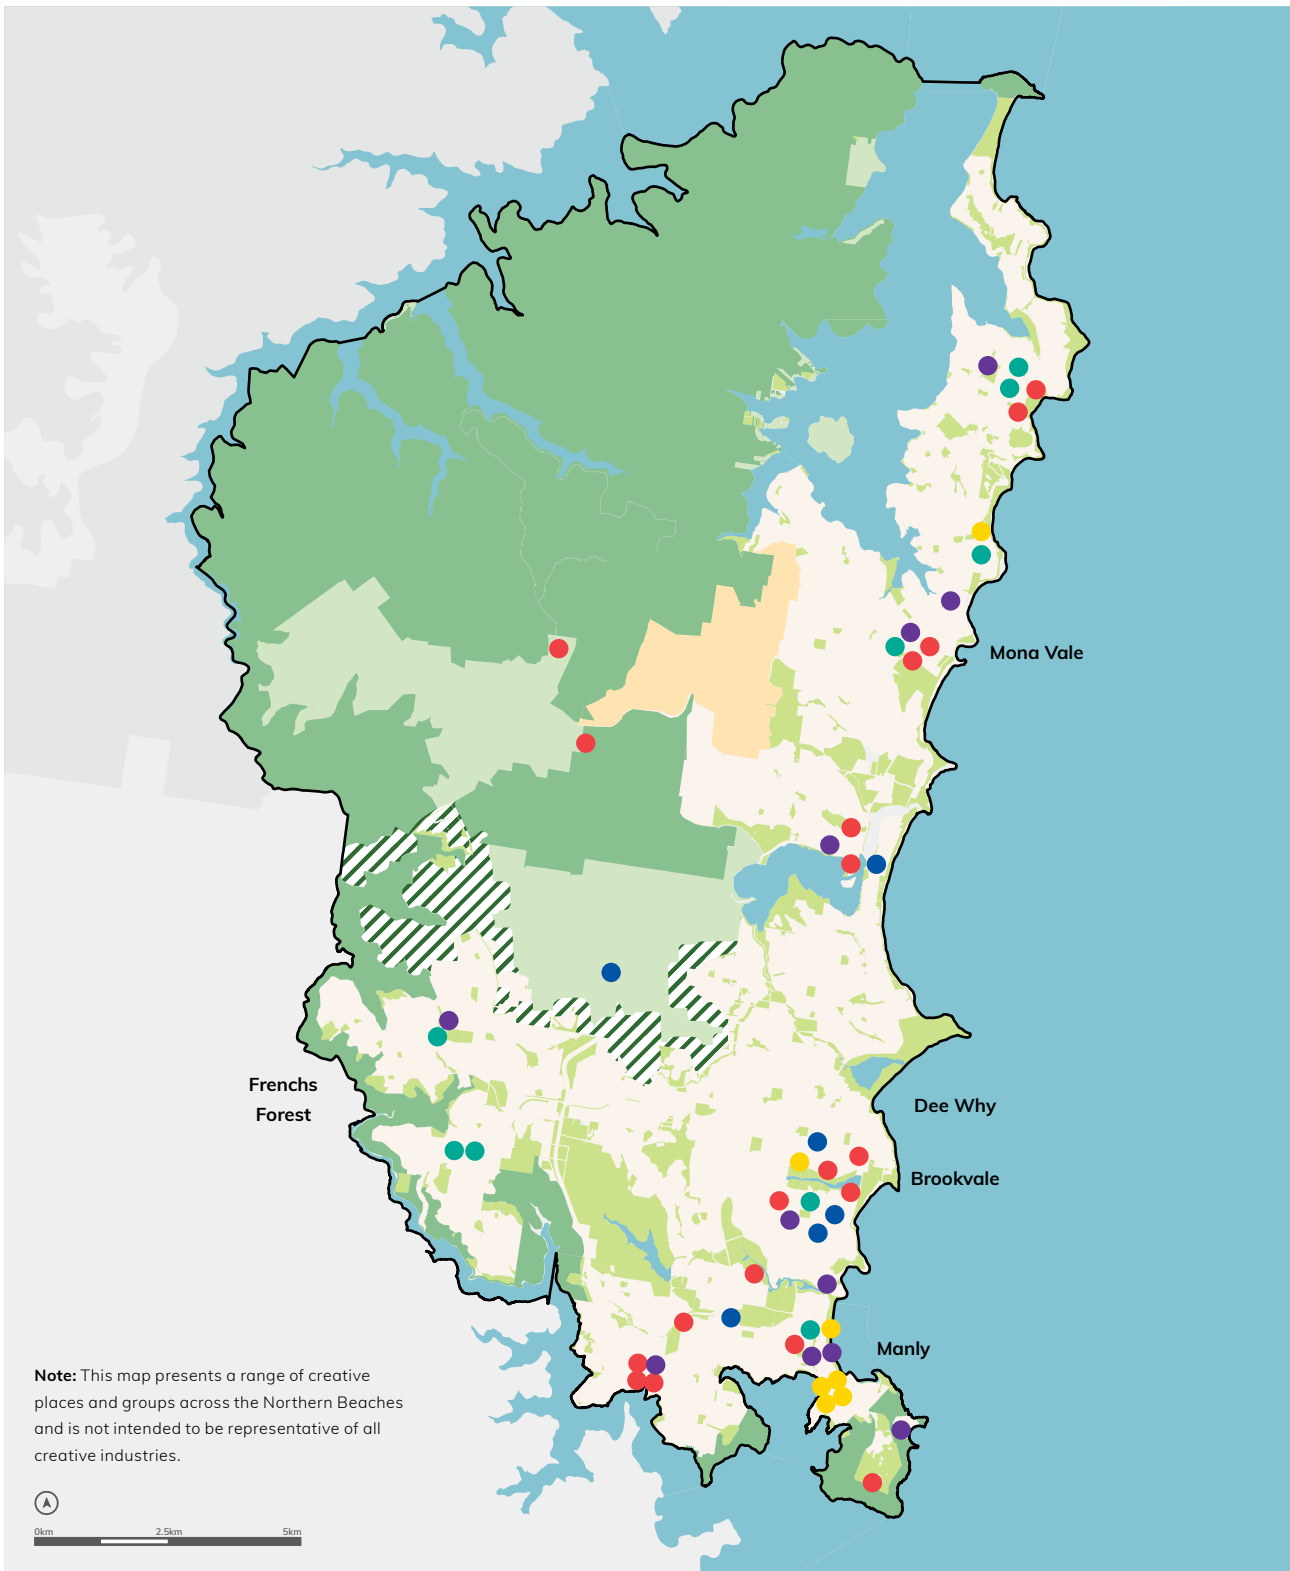 Mona Vale
Frenchs
Forest
Dee Why
Brookvale
Manly
Note: This map presents a range of creative
places and groups across the Northern Beaches
and is not intended to be representative of all
creative industries.
0km 2.5km 5km